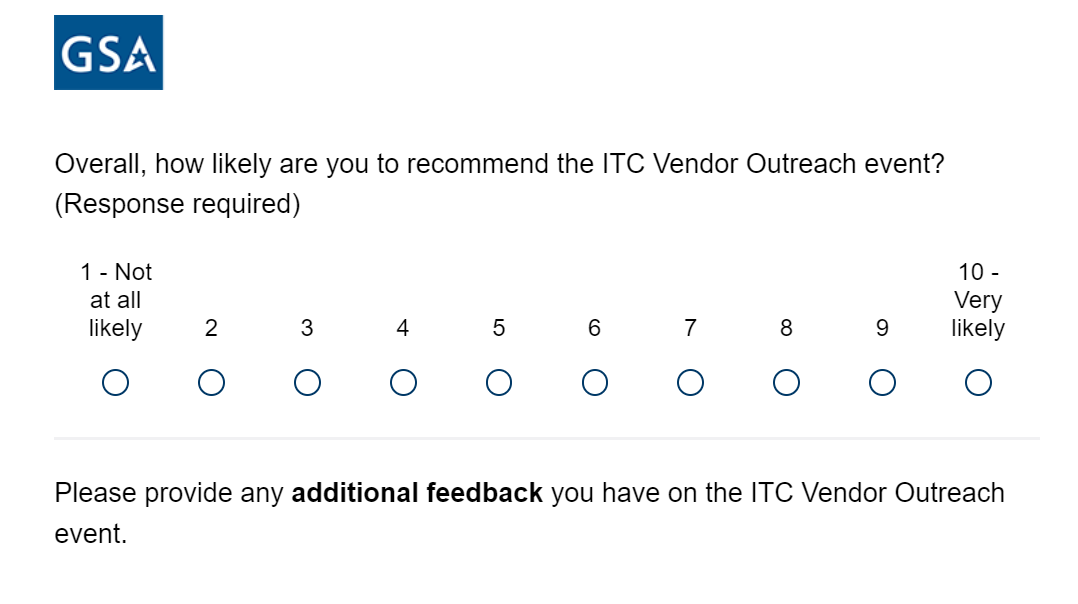 GSA
Overall, how likely are you to recommend the ITC Vendor Outreach event?
(Response required)
1 - Not
at all
likely
2
3
4
5
6
7
8
9
10 -
Very
likely
Please provide any additional feedback you have on the ITC Vendor Outreach
event.